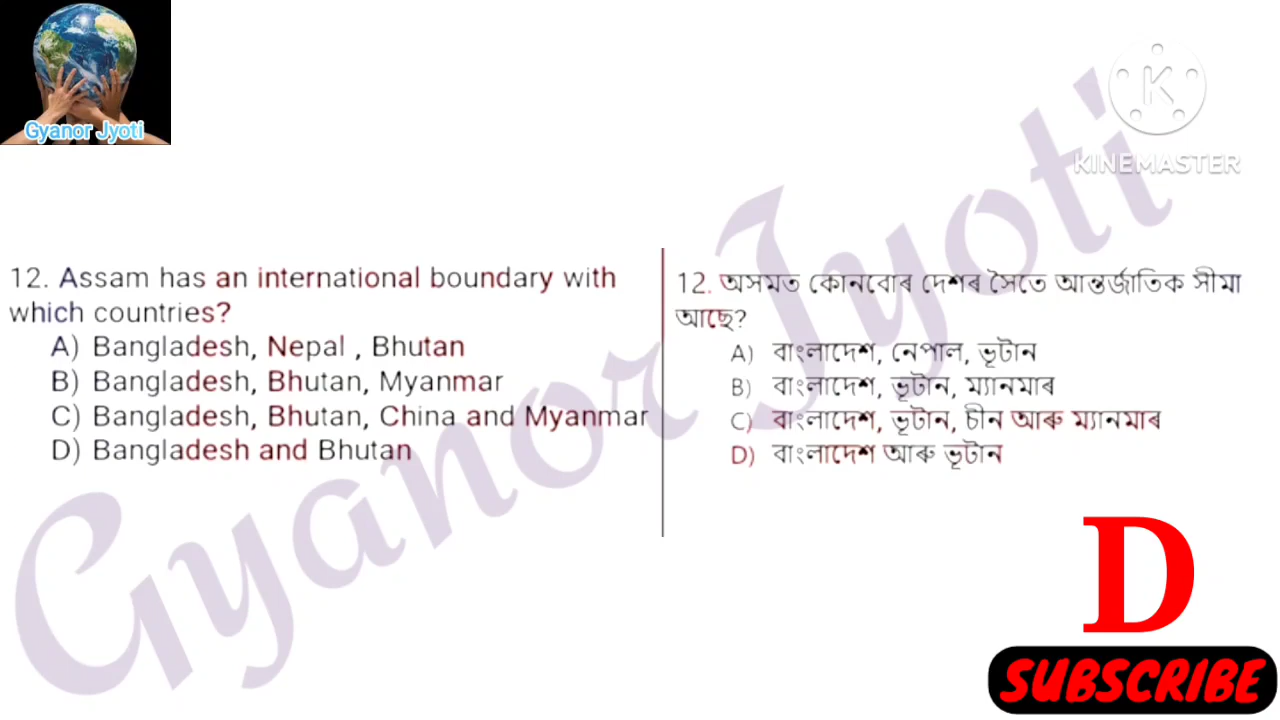 Gyanor Jyoti
K
KINEMASTER
Gyanor Jyoti
12. Assam has an international boundary with
which countries?
A) Bangladesh, Nepal , Bhutan
B) Bangladesh, Bhutan, Myanmar
C) Bangladesh, Bhutan, China and Myanmar
D) Bangladesh and Bhutan
12. অসমত কোনবোৰ দেশৰ সৈতে আন্তৰ্জাতিক সীমা
আছে?
A) বাংলাদেশ, নেপাল, ভূটান
B) বাংলাদেশ, ভূটান, ম্যানমাৰ
C) বাংলাদেশ, ভূটান, চীন আৰু ম্যানমাৰ
D) বাংলাদেশ আৰু ভূটান
D
SUBSCRIBE